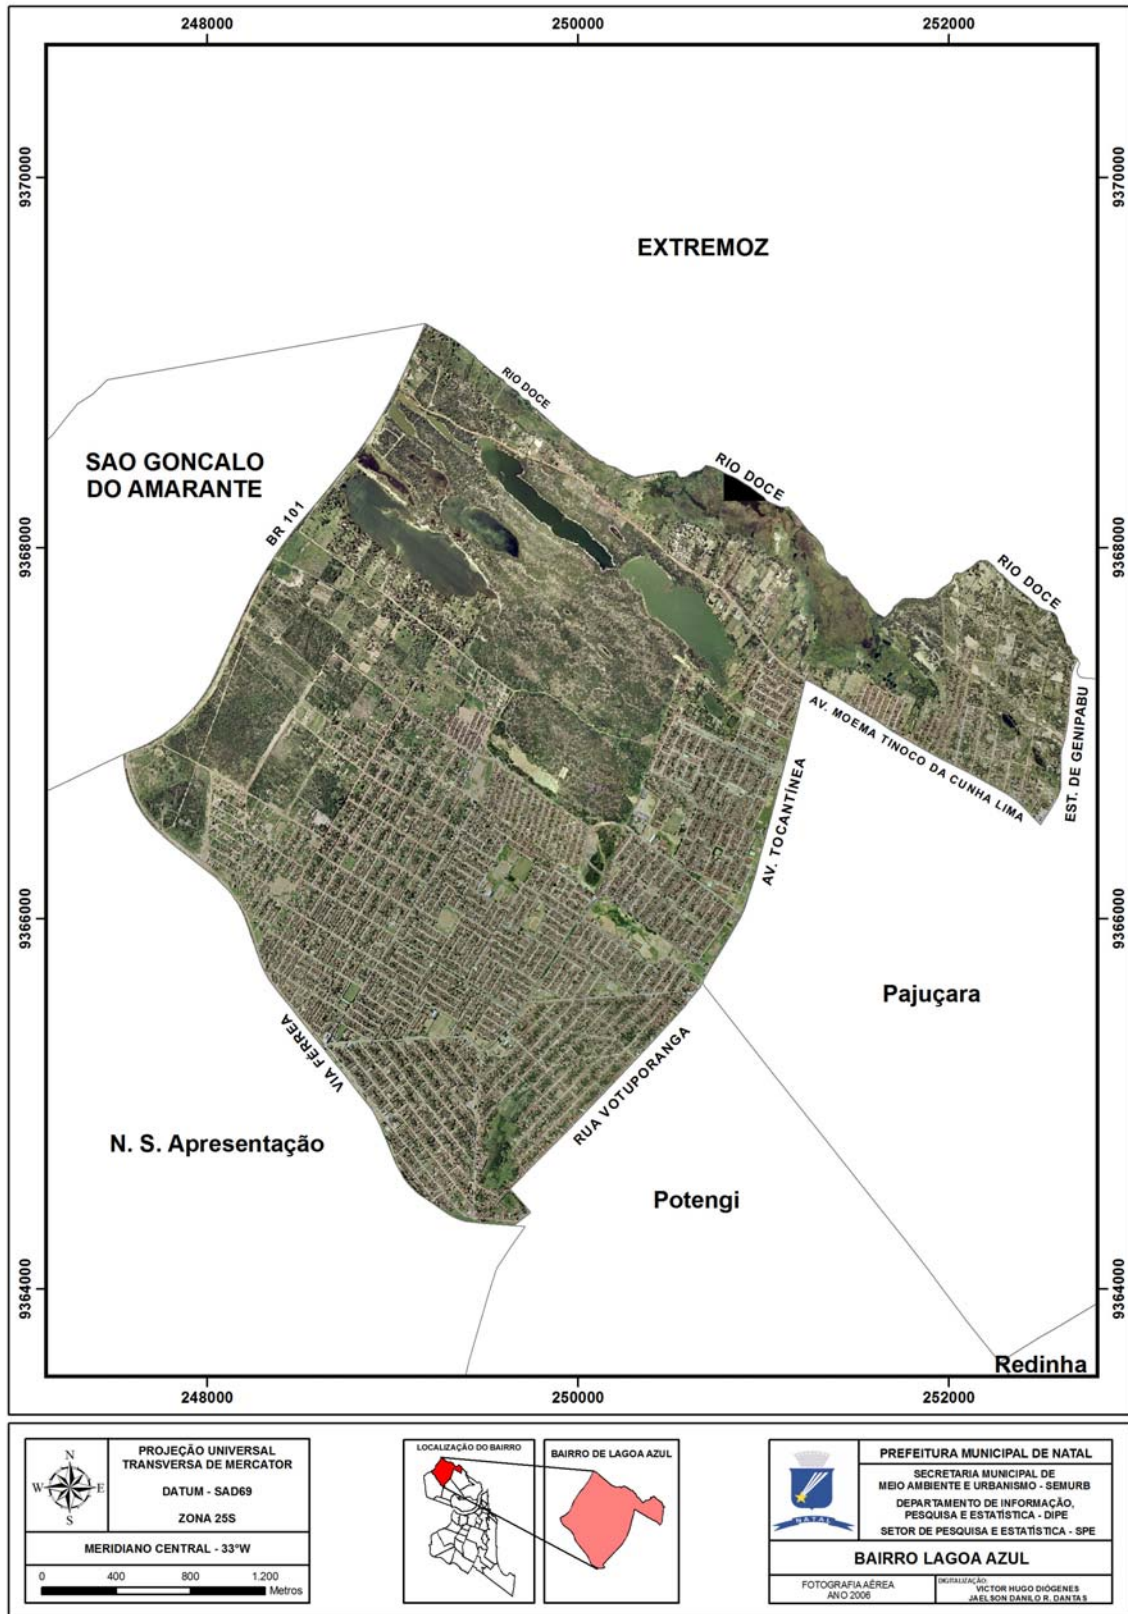 248000
250000
252000
9370000
9370000
EXTREMOZ
RIO DOCE
SAO GONCALO
DO AMARANTE
RIO DOCE
BR 101
9368000
9368000
RIO DOCE
AV. MOEMA TINOCO DA CUNHA LIMA
EST. DE GENIPABU
AV. TOCANTÍNEA
9366000
9366000
Pajuçara
VIA FÉRREA
RUA VOTUPORANGA
N. S. Apresentação
Potengi
9364000
9364000
Redinha
248000
250000
252000
N
W
E
S
PROJEÇÃO UNIVERSAL
TRANSVERSA DE MERCATOR
DATUM - SAD69
ZONA 25S
MERIDIANO CENTRAL - 33°W
0
400
800
1.200
Metros
LOCALIZAÇÃO DO BAIRRO
BAIRRO DE LAGOA AZUL
NATAL
PREFEITURA MUNICIPAL DE NATAL
SECRETARIA MUNICIPAL DE
MEIO AMBIENTE E URBANISMO - SEMURB
DEPARTAMENTO DE INFORMAÇÃO,
PESQUISA E ESTATÍSTICA - DIPE
SETOR DE PESQUISA E ESTATÍSTICA - SPE
BAIRRO LAGOA AZUL
FOTOGRAFIA AÉREA
ANO 2006
DIGITALIZAÇÃO:
VICTOR HUGO DIÓGENES
JAELSON DANILO R. DANTAS